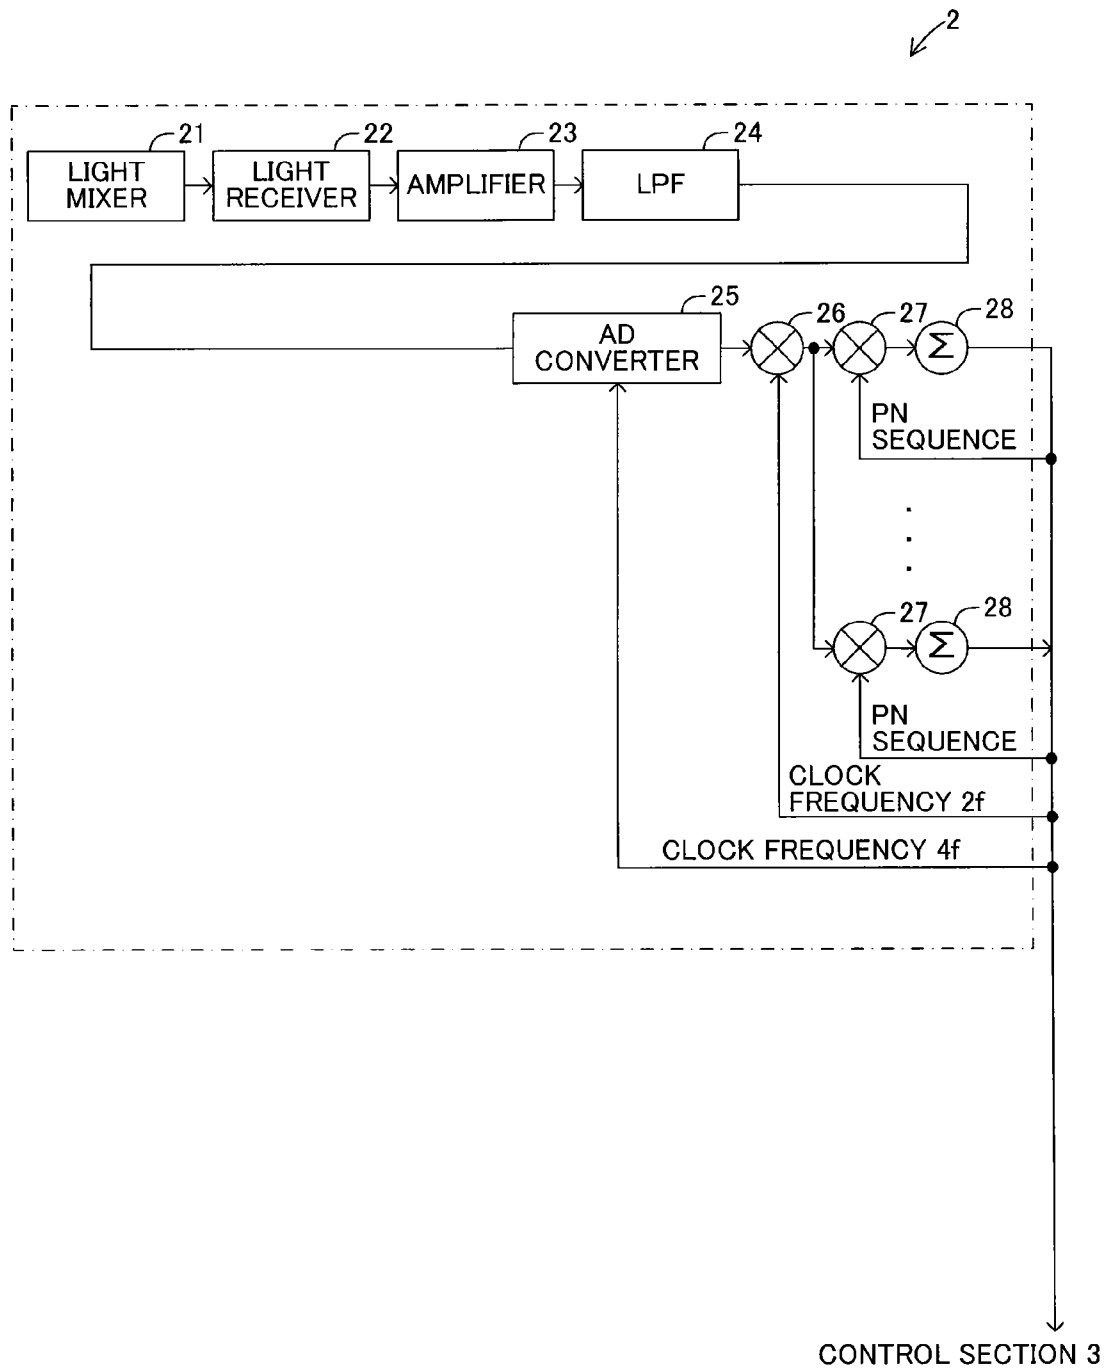 2
21
22
23
24
LIGHT
MIXER
LIGHT
RECEIVER
AMPLIFIER
LPF
25
26
27
28
AD
CONVERTER
Σ
PN
SEQUENCE
.
.
.
27
28
Σ
PN
SEQUENCE
CLOCK
FREQUENCY 2f
CLOCK FREQUENCY 4f
CONTROL SECTION 3